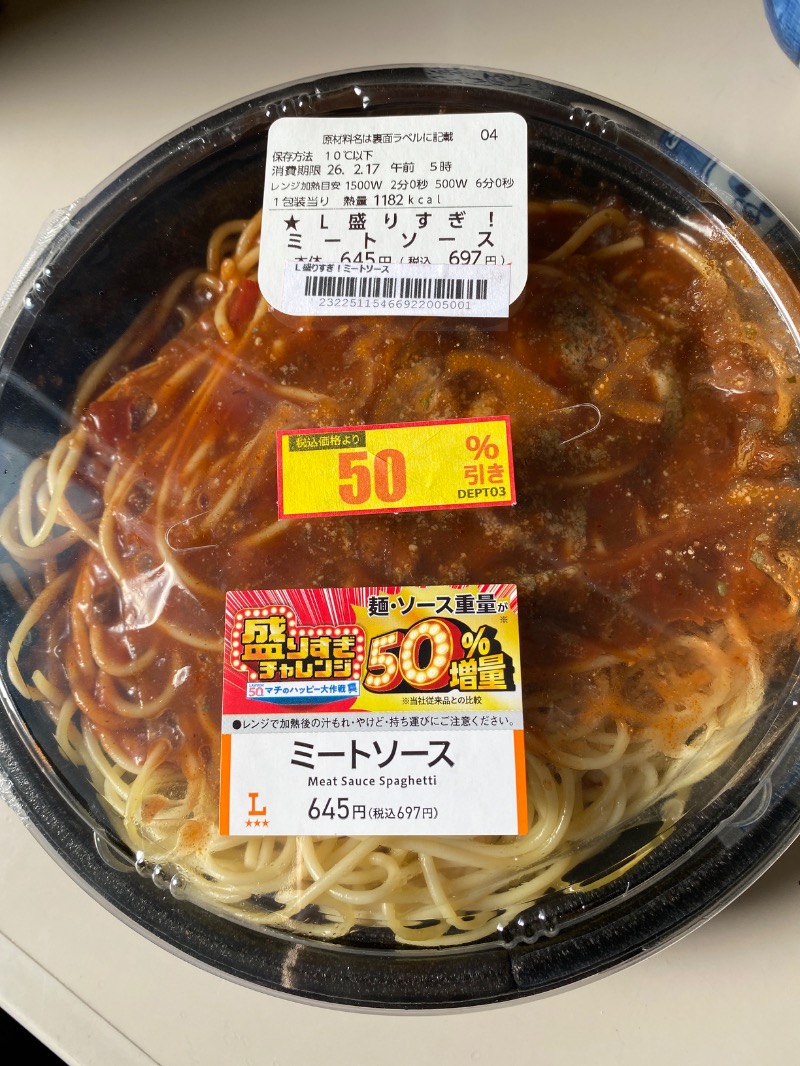 原材料名は裏面ラベルに記載 04
保存方法 10℃以下
消費期限 26. 2.17 午前 5時
レンジ加熱目安 1500W 2分0秒 500W 6分0秒
1包装当り 熱量 1182kcal
★L盛りすぎ!
ミートソース
本体 645円(税込 697円)
L盛りすぎ!ミートソース
23225115466922005001
税込価格より
50%引き
DEPT03
麺・ソース重量が※
盛りすぎチャレンジ
50%増量
50th マチのハッピー大作戦
※当社従来品との比較
●レンジで加熱後の汁もれ・やけど・持ち運びにご注意ください。
ミートソース
Meat Sauce Spaghetti
L
★★★
645円(税込697円)